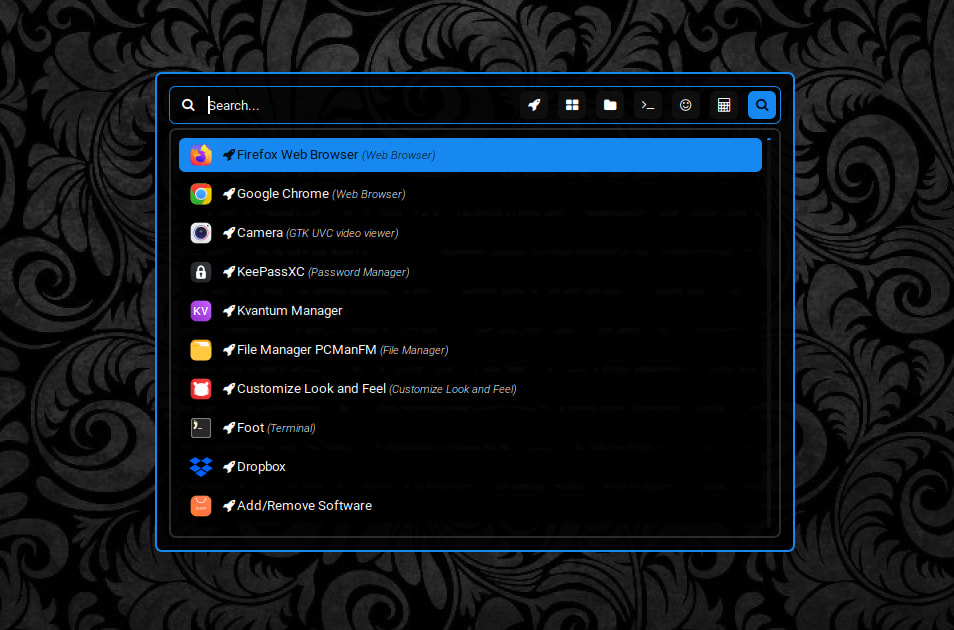 Search...
Firefox Web Browser (Web Browser)
Google Chrome (Web Browser)
Camera (GTK UVC video viewer)
KeePassXC (Password Manager)
KV Kvantum Manager
File Manager PCManFM (File Manager)
Customize Look and Feel (Customize Look and Feel)
Foot (Terminal)
Dropbox
Add/Remove Software